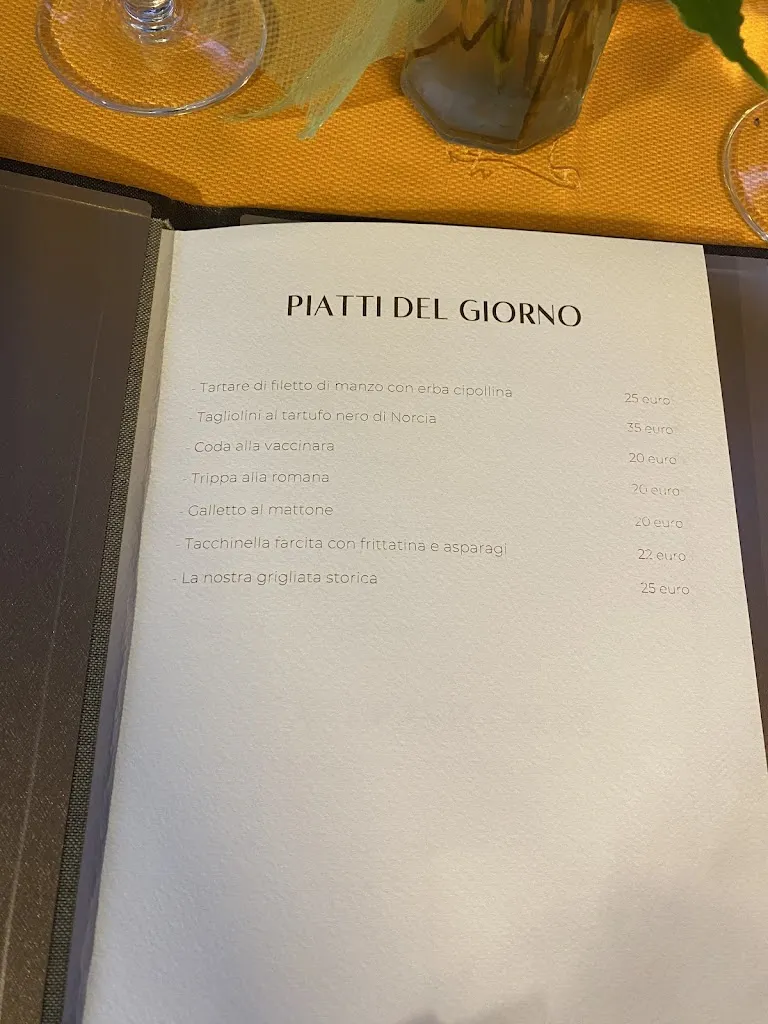 PIATTI DEL GIORNO
- Tartare di filetto di manzo con erba cipollina 25 euro
- Tagliolini al tartufo nero di Norcia 35 euro
- Coda alla vaccinara 20 euro
- Trippa alla romana 20 euro
- Galletto al mattone 20 euro
- Tacchinella farcita con frittatina e asparagi 22 euro
- La nostra grigliata storica 25 euro